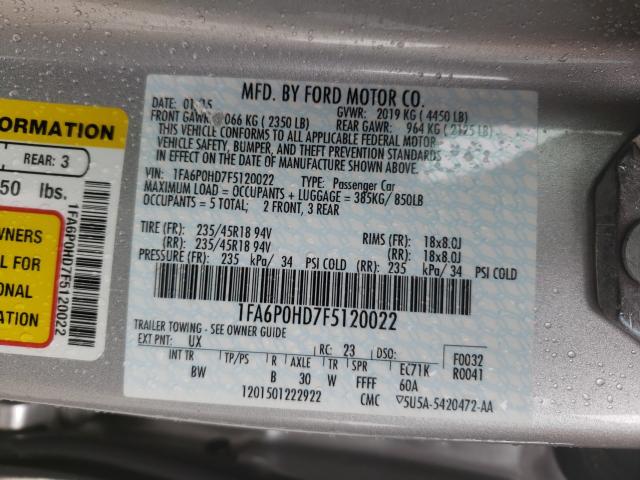 ORMATION
REAR: 3
50 lbs.
WNERS
L FOR
ONAL
ON
1FA6P0HD7F5120022
MFD. BY FORD MOTOR CO.
DATE: GVWR: 2019 KG ( 4450 LB)
FRONT GAWR: 066 KG ( 2350 LB) REAR GAWR: 964 KG ( 2125 LB)
THIS VEHICLE CONFORMS TO ALL APPLICABLE FEDERAL MOTOR
VEHICLE SAFETY, BUMPER, AND THEFT PREVENTION STANDARDS
IN EFFECT ON THE DATE OF MANUFACTURE SHOWN ABOVE.
VIN: 1FA6P0HD7F5120022 TYPE: Passenger Car
MAXIMUM LOAD = OCCUPANTS + LUGGAGE = 385KG/ 850LB
OCCUPANTS = 5 TOTAL; 2 FRONT, 3 REAR
TIRE (FR): 235/45R18 94V RIMS (FR): 18x8.0J
(RR): 235/45R18 94V (RR): 18x8.0J
PRESSURE (FR): 235 kPa/ 34 PSI COLD (RR): 235 kPa/ 34 PSI COLD
1FA6P0HD7F5120022
TRAILER TOWING - SEE OWNER GUIDE
EXT PNT: UX RC: 23 DSO: F0032
INT TR TP/PS R AXLE TR SPR EC71K R0041
BW B 30 W FFFF 60A
1201501222922 CMC ▽5U5A-5420472-AA